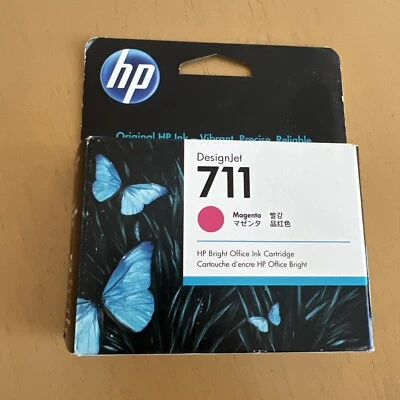 hp
Original HP Ink Vibrant, Precise, Reliable
DesignJet
711
Magenta 빨강
マゼンタ 品红色
HP Bright Office Ink Cartridge
Cartouche d'encre HP Office Bright